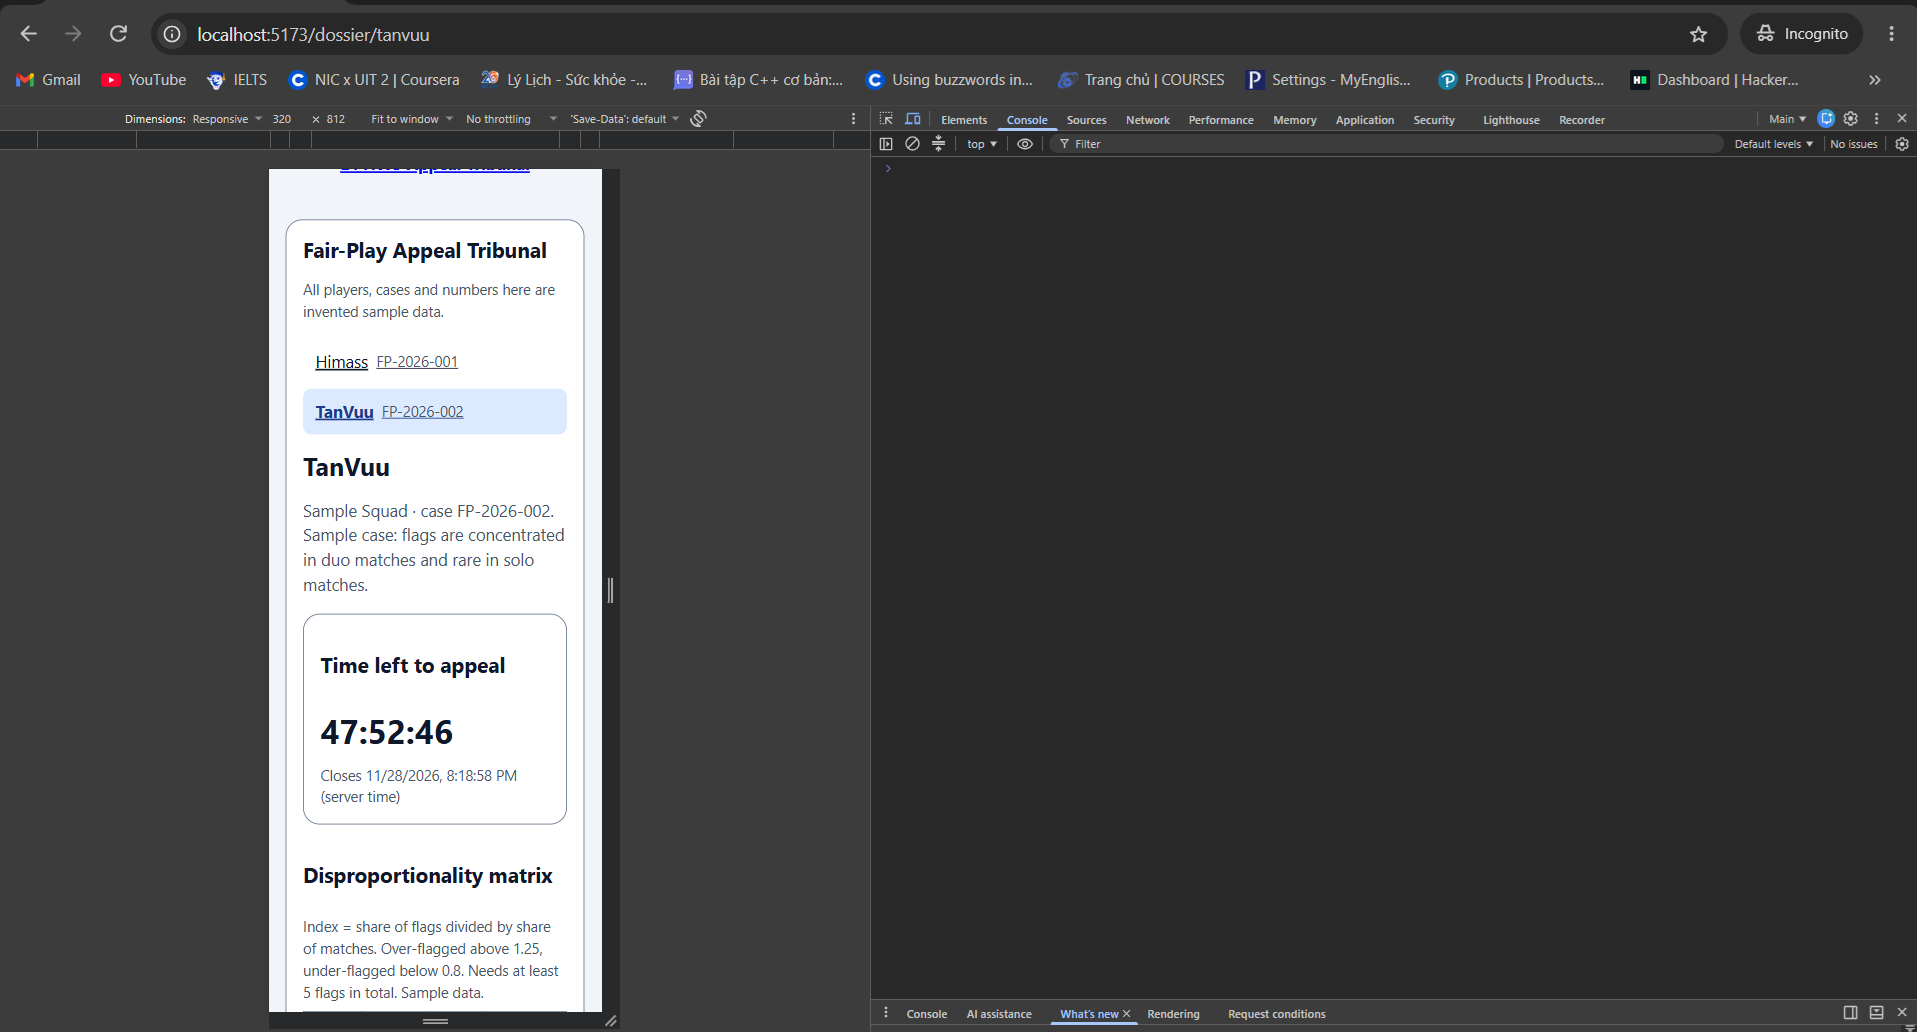 localhost:5173/dossier/tanvuu
Incognito
Gmail
YouTube
IELTS
NIC x UIT 2 | Coursera
Lý Lịch - Sức khỏe -...
Bài tập C++ cơ bản:...
Using buzzwords in...
Trang chủ | COURSES
Settings - MyEnglis...
Products | Products...
Dashboard | Hacker...
Dimensions: Responsive 320 × 812 Fit to window No throttling 'Save-Data': default
Elements Console Sources Network Performance Memory Application Security Lighthouse Recorder Main
top Filter Default levels No issues
Fair-Play Appeal Tribunal
All players, cases and numbers here are
invented sample data.
Himass FP-2026-001
TanVuu FP-2026-002
TanVuu
Sample Squad · case FP-2026-002.
Sample case: flags are concentrated
in duo matches and rare in solo
matches.
Time left to appeal
47:52:46
Closes 11/28/2026, 8:18:58 PM
(server time)
Disproportionality matrix
Index = share of flags divided by share
of matches. Over-flagged above 1.25,
under-flagged below 0.8. Needs at least
5 flags in total. Sample data.
Console AI assistance What's new Rendering Request conditions